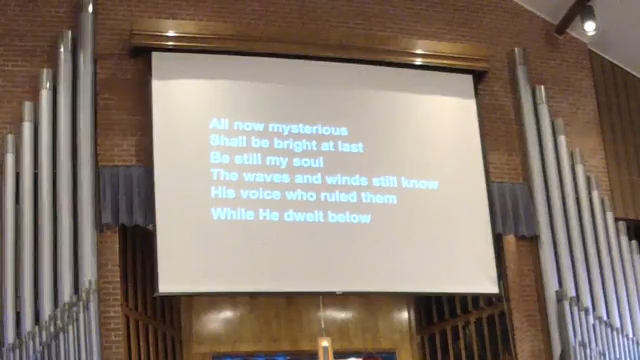 All now mysterious
Shall be bright at last
Be still my soul
The waves and winds still know
His voice who ruled them
While He dwelt below